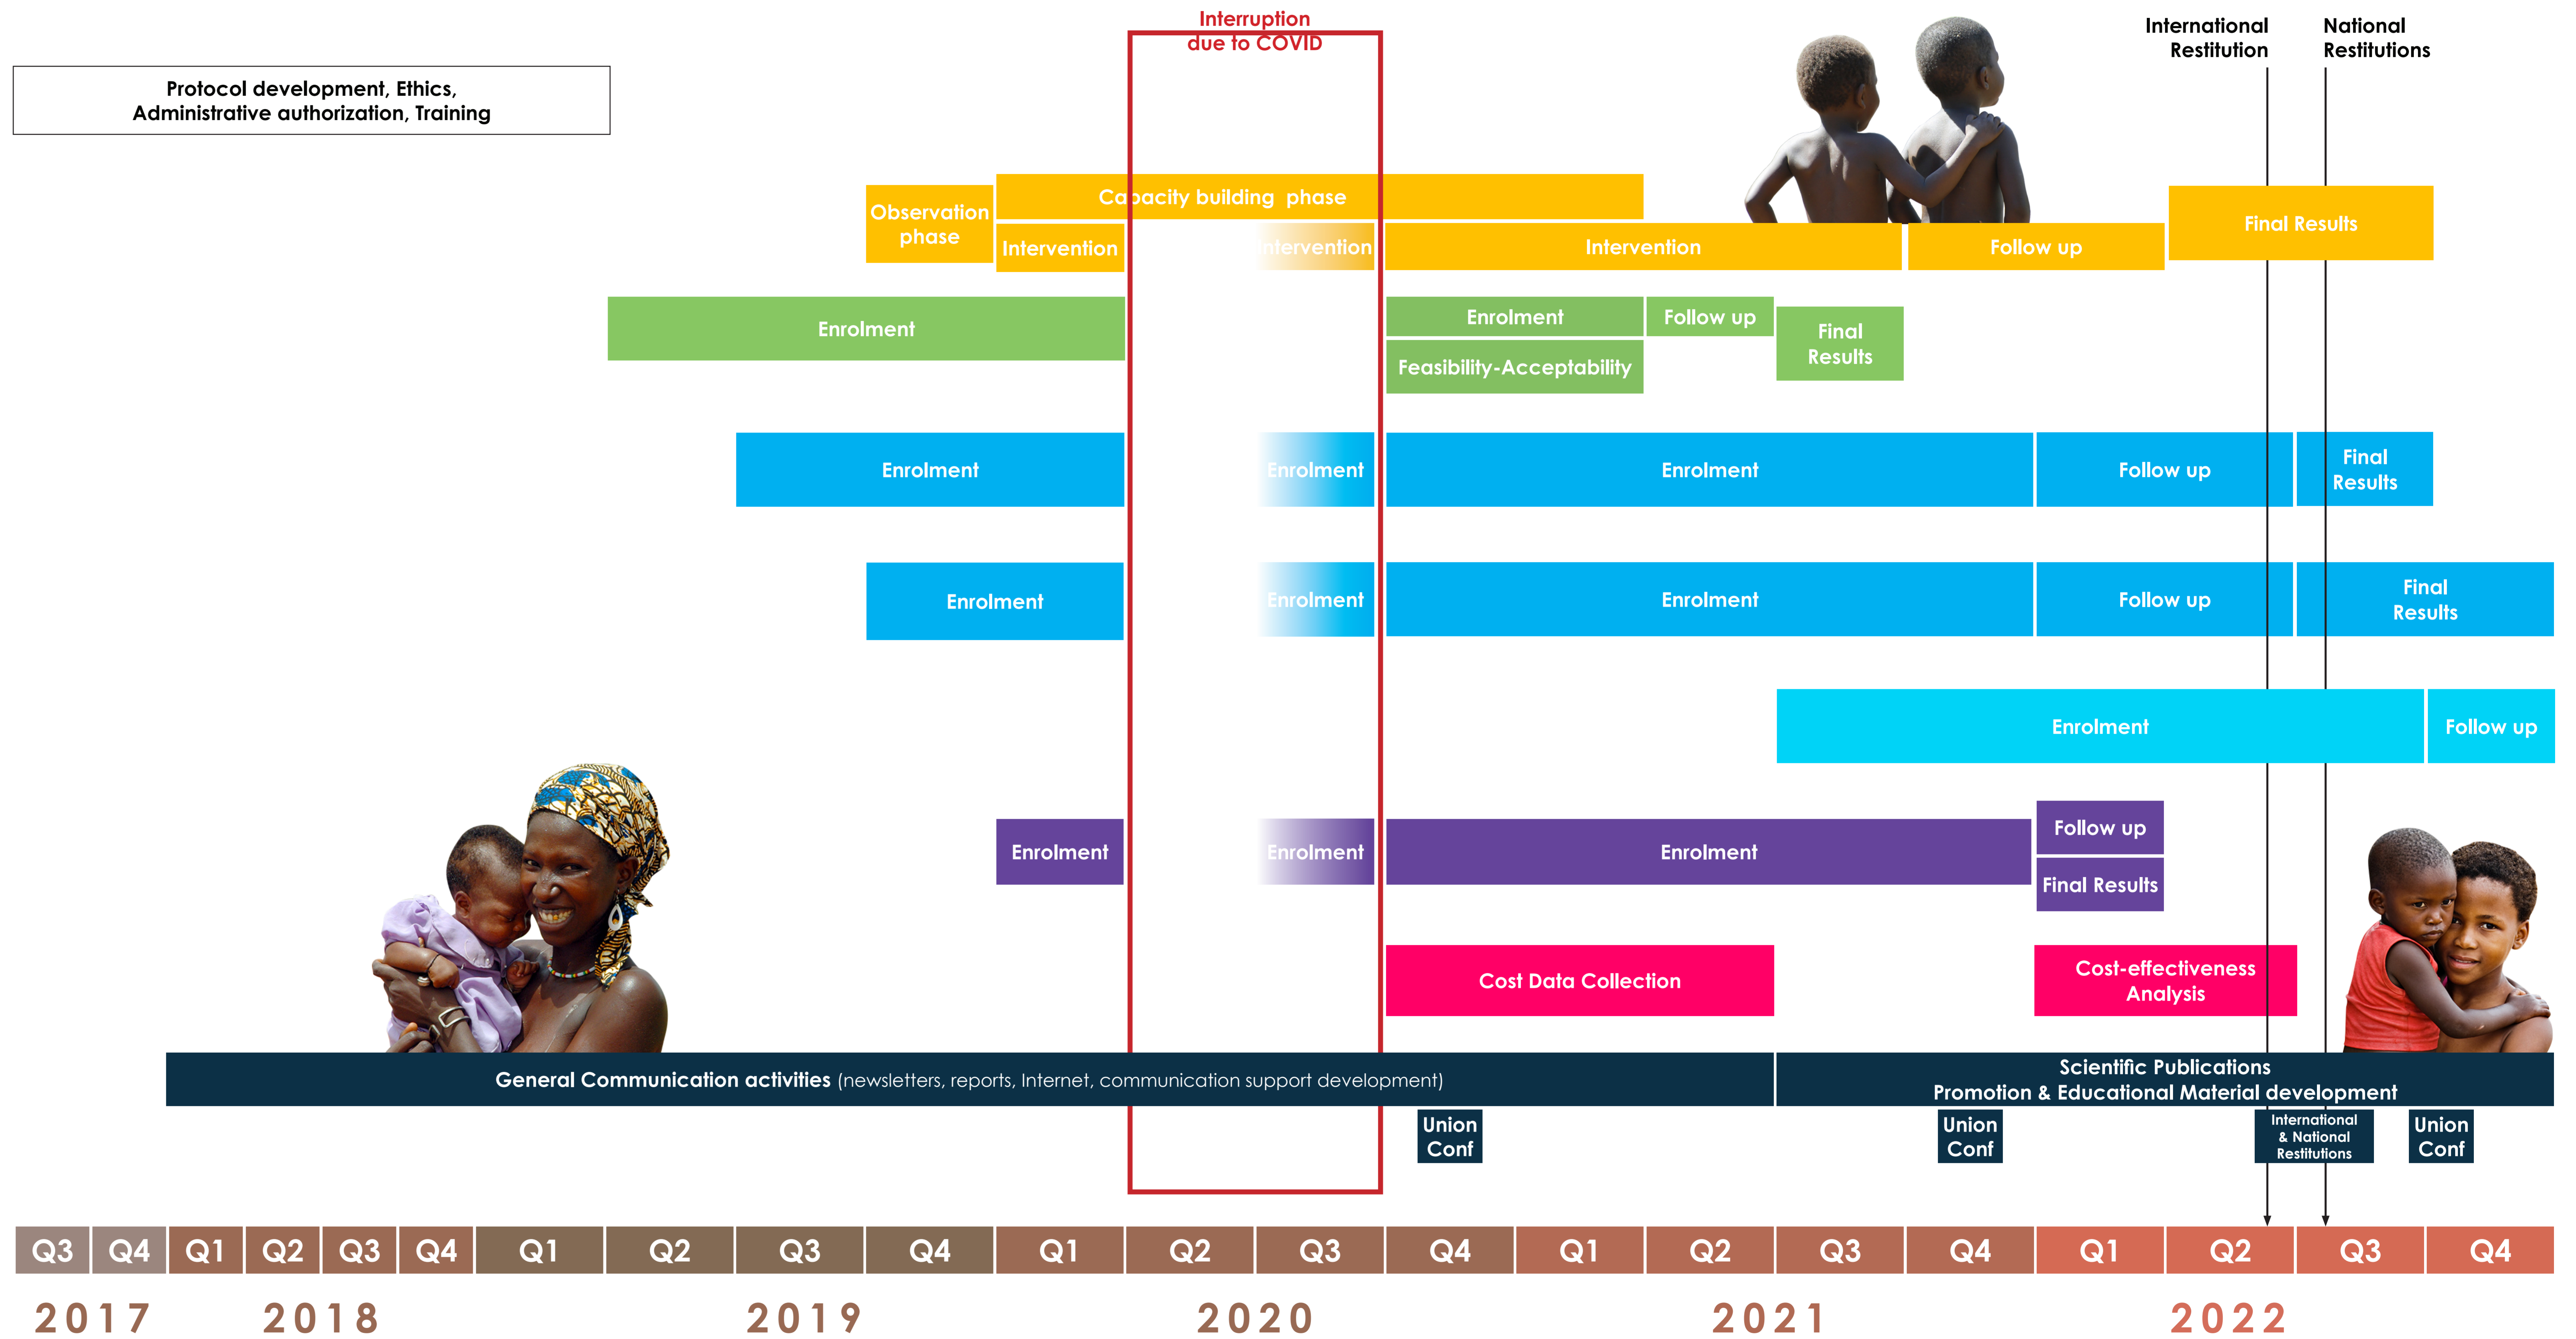 Interruption
due to COVID
International
Restitution
National
Restitutions
Protocol development, Ethics,
Administrative authorization, Training
Capacity building phase
Observation
phase
Intervention
Intervention
Intervention
Follow up
Final Results
Enrolment
Enrolment
Follow up
Feasibility-Acceptability
Final
Results
Enrolment
Enrolment
Enrolment
Follow up
Final
Results
Enrolment
Enrolment
Enrolment
Follow up
Final
Results
Enrolment
Follow up
Enrolment
Enrolment
Enrolment
Follow up
Final Results
Cost Data Collection
Cost-effectiveness
Analysis
General Communication activities (newsletters, reports, Internet, communication support development)
Scientific Publications
Promotion & Educational Material development
Union
Conf
Union
Conf
International
& National
Restitutions
Union
Conf
Q3 Q4 Q1 Q2 Q3 Q4 Q1 Q2 Q3 Q4 Q1 Q2 Q3 Q4 Q1 Q2 Q3 Q4 Q1 Q2 Q3 Q4
2017 2018 2019 2020 2021 2022